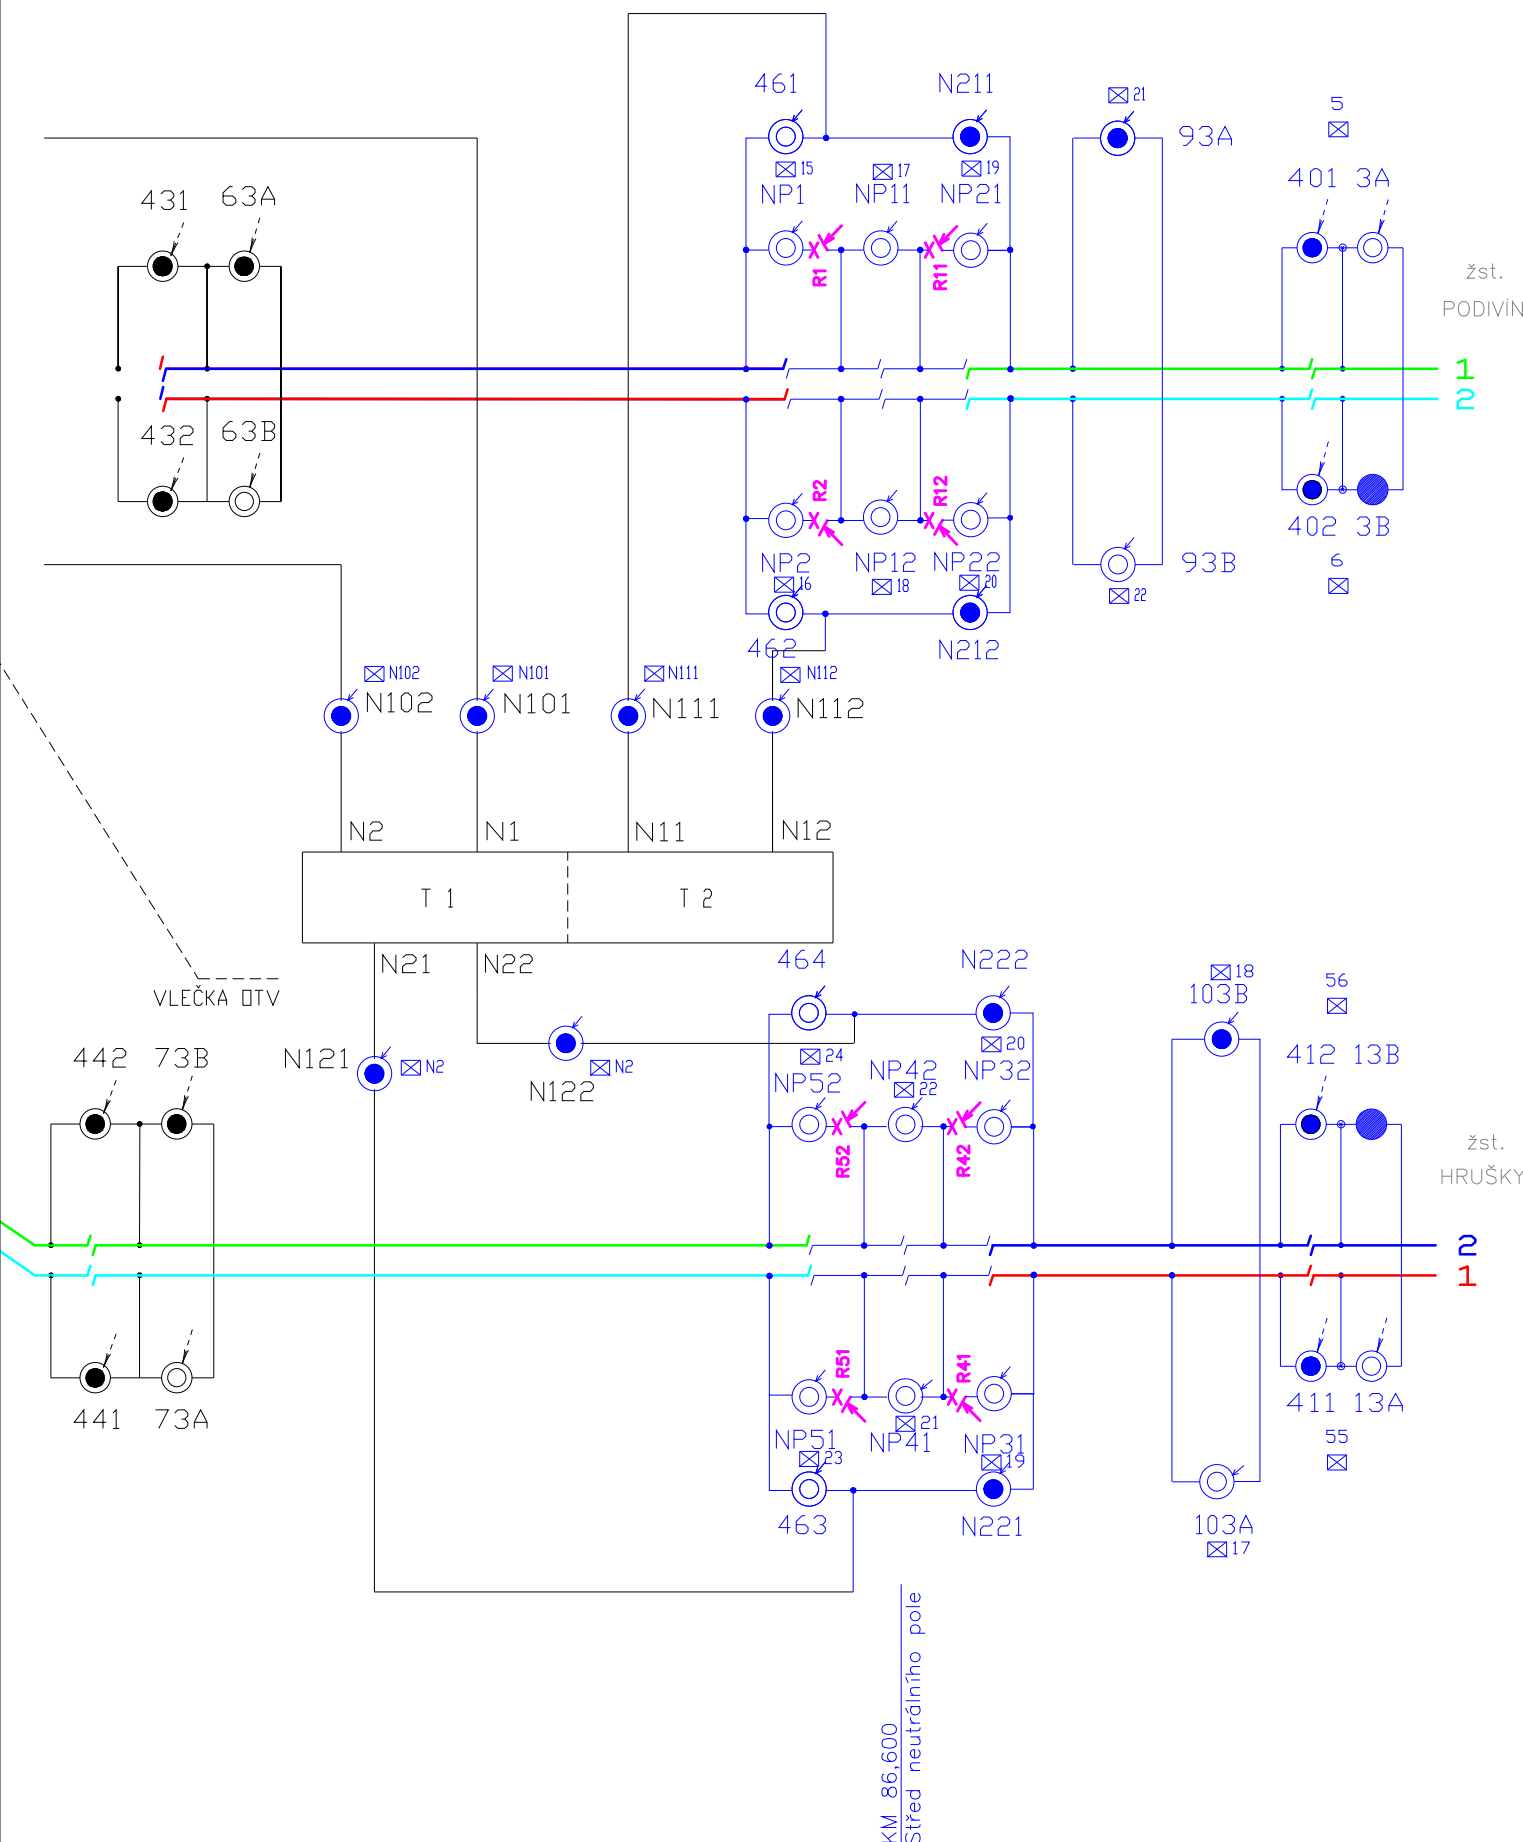 461
N211
21
5
93A
15
17
19
431
63A
NP1
NP11
NP21
401 3A
R1
R11
žst.
PODIVÍN
1
2
432
63B
R2
R12
402 3B
NP2
NP12
NP22
93B
6
16
18
20
22
462
N212
N102
N101
N111
N112
N102
N101
N111
N112
N2
N1
N11
N12
T 1
T 2
N21
N22
464
N222
18
103B
56
VLEČKA OTV
442
73B
N121
N2
N2
N122
24
20
NP52
NP42
NP32
22
412 13B
R52
R42
žst.
HRUŠKY
2
1
R51
R41
441
73A
NP51
NP41
NP31
21
23
19
411 13A
55
463
N221
103A
17
KM 86,600
Střed neutrálního pole